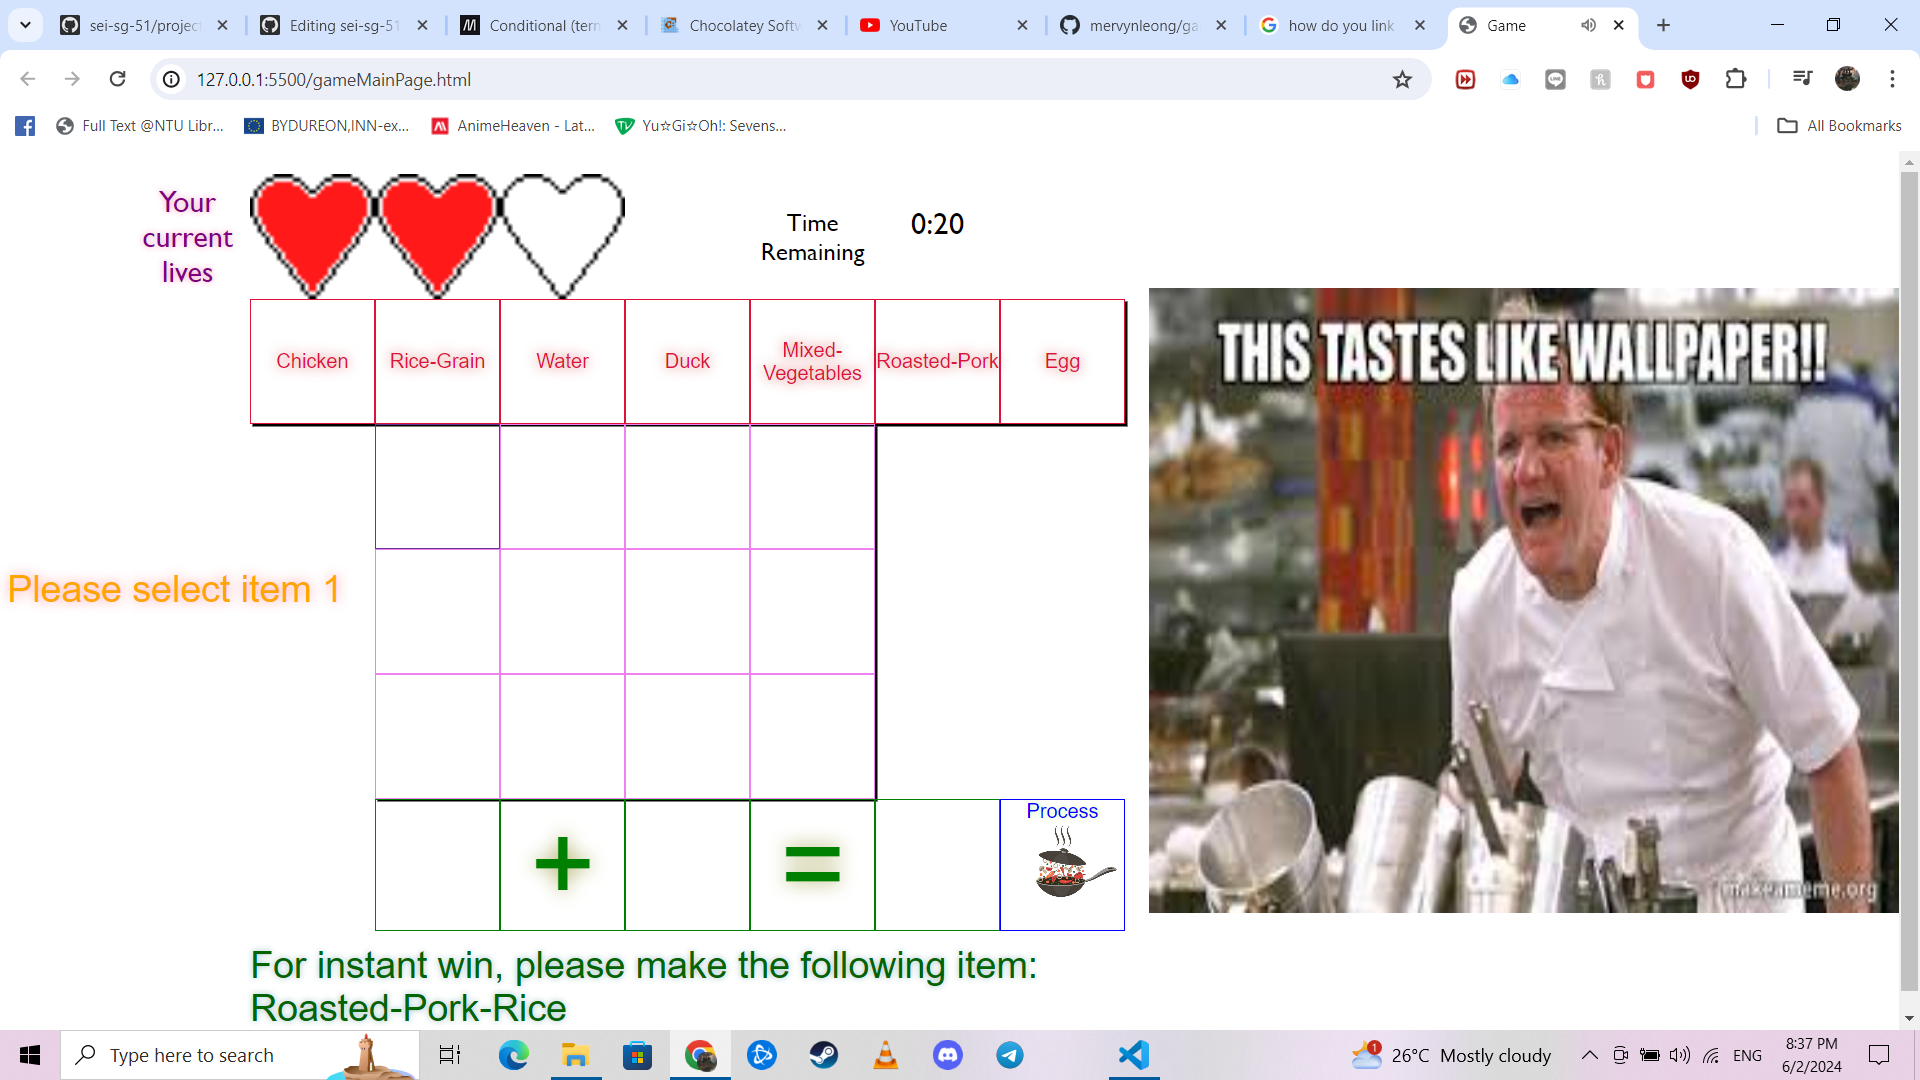 sei-sg-51/project
Editing sei-sg-51
Conditional (tern
Chocolatey Softw
YouTube
mervynleong/ga
how do you link
Game
127.0.0.1:5500/gameMainPage.html
Full Text @NTU Libr...
BYDUREON,INN-ex...
AnimeHeaven - Lat...
Yu☆Gi☆Oh!: Sevens...
All Bookmarks
Your
current
lives
Time
Remaining
0:20
Chicken
Rice-Grain
Water
Duck
Mixed-
Vegetables
Roasted-Pork
Egg
THIS TASTES LIKE WALLPAPER!!
Please select item 1
+
=
Process
makeameme.org
For instant win, please make the following item:
Roasted-Pork-Rice
Type here to search
1
26°C Mostly cloudy
ENG
8:37 PM
6/2/2024